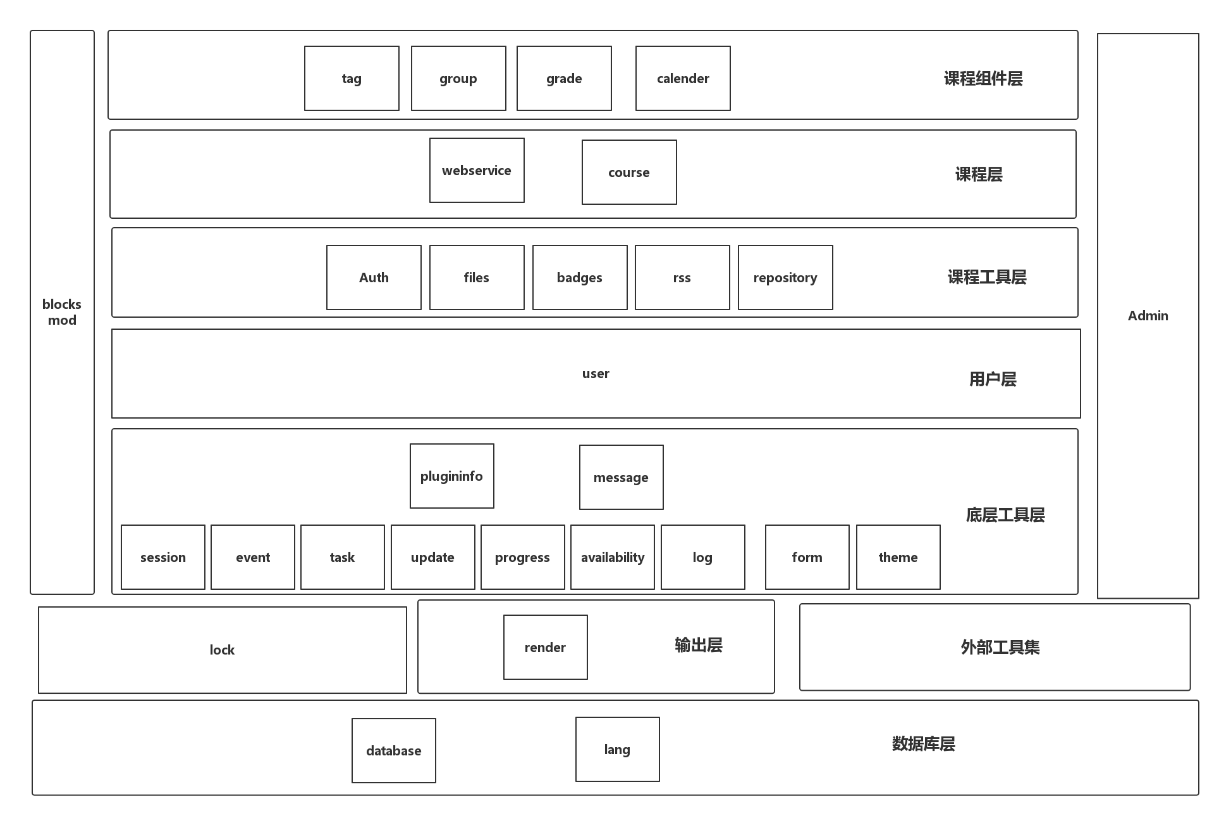 tag
group
grade
calender
课程组件层
webservice
course
课程层
Auth
files
badges
rss
repository
课程工具层
blocks
mod
Admin
user
用户层
plugininfo
message
底层工具层
session
event
task
update
progress
availability
log
form
theme
lock
render
输出层
外部工具集
database
lang
数据库层